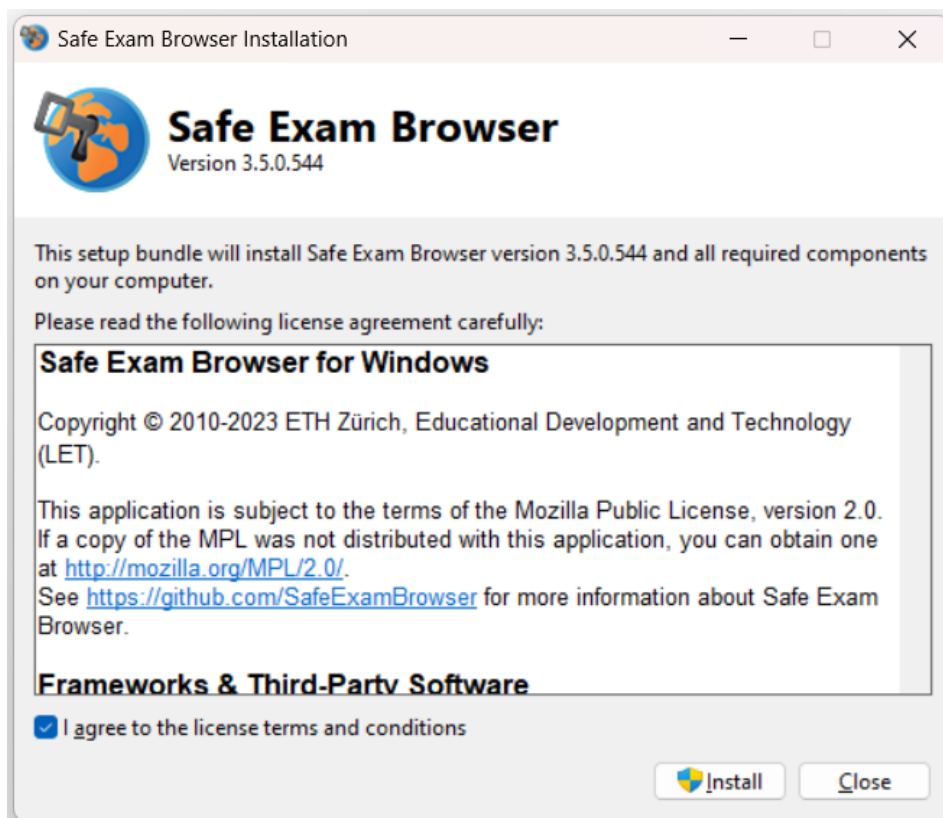 Safe Exam Browser Installation
Safe Exam Browser
Version 3.5.0.544
This setup bundle will install Safe Exam Browser version 3.5.0.544 and all required components
on your computer.
Please read the following license agreement carefully:
Safe Exam Browser for Windows
Copyright © 2010-2023 ETH Zürich, Educational Development and Technology
(LET).
This application is subject to the terms of the Mozilla Public License, version 2.0.
If a copy of the MPL was not distributed with this application, you can obtain one
at http://mozilla.org/MPL/2.0/.
See https://github.com/SafeExamBrowser for more information about Safe Exam
Browser.
Frameworks & Third-Party Software
I agree to the license terms and conditions
Install
Close